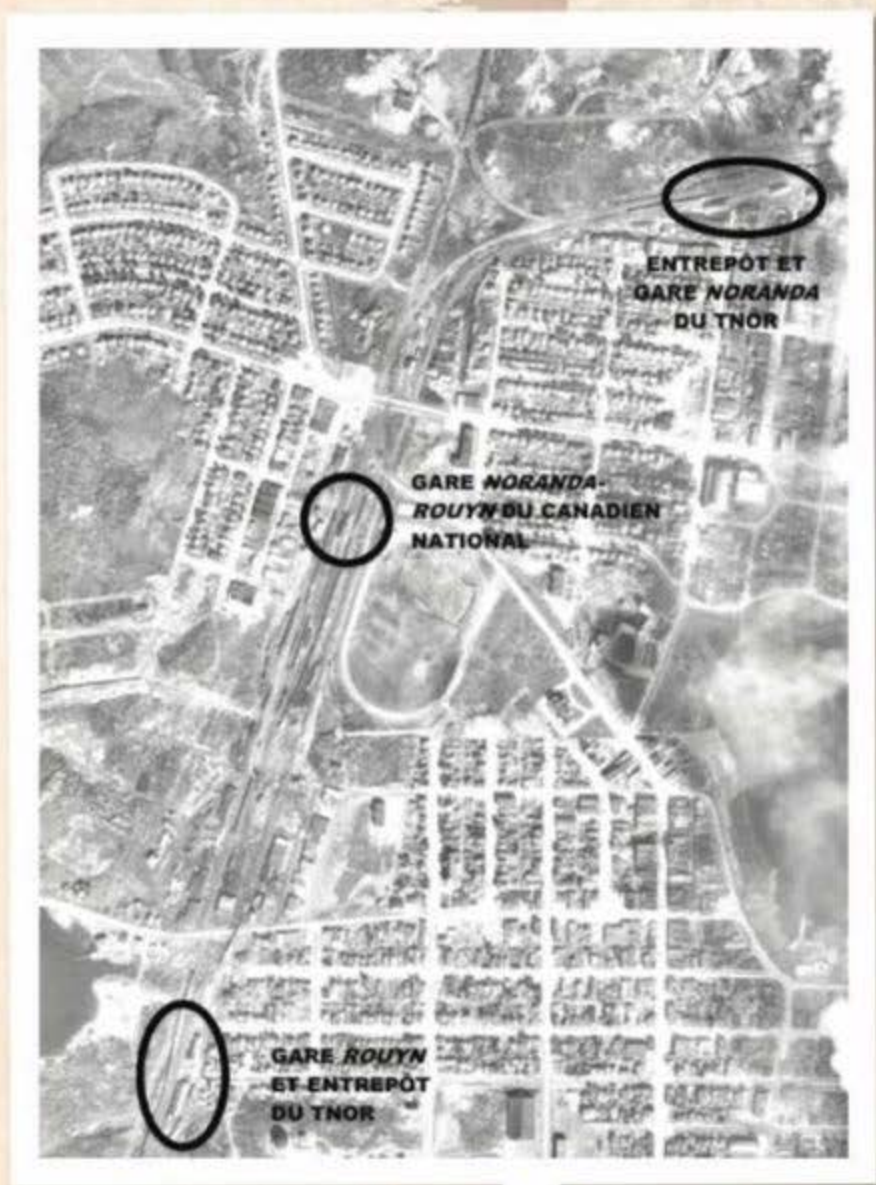 ENTREPÔT ET
GARE NORANDA
DU TNOR
GARE NORANDA-
ROUYN DU CANADIEN
NATIONAL
GARE ROUYN
ET ENTREPÔT
DU TNOR